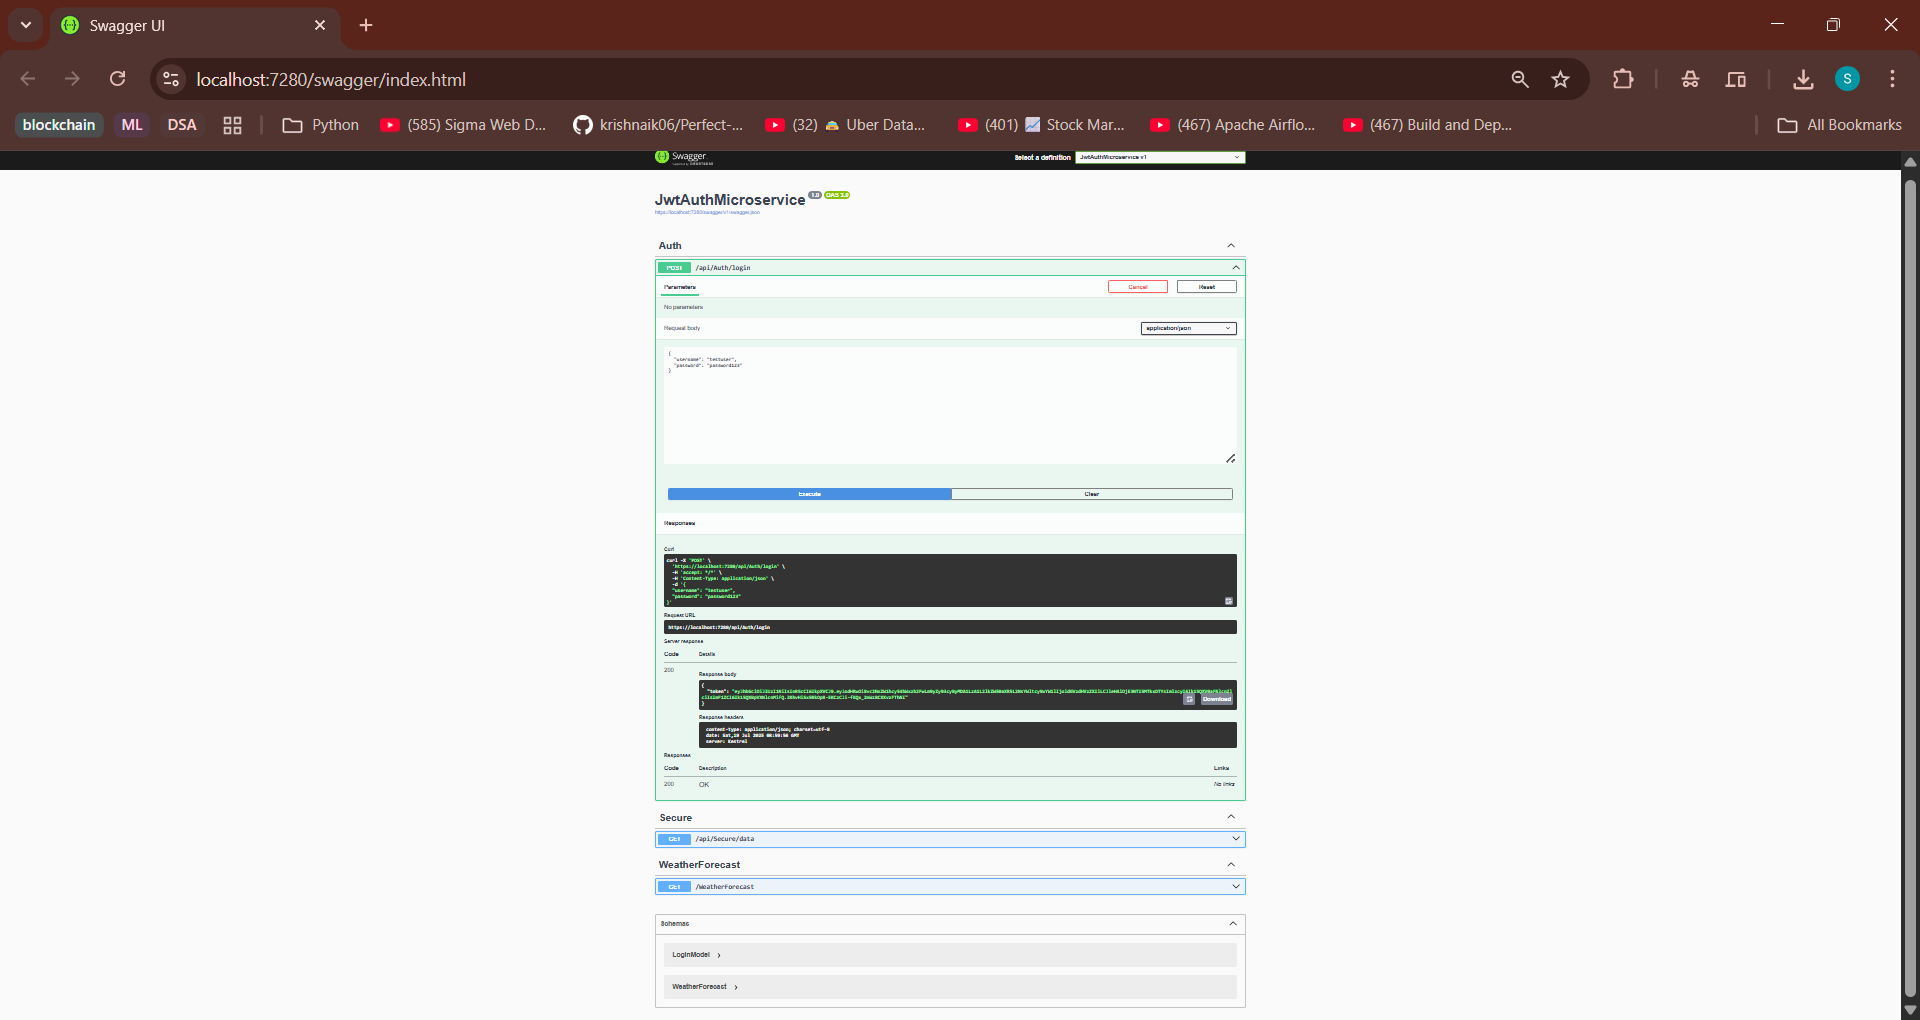 Swagger UI
localhost:7280/swagger/index.html
S
blockchain
ML
DSA
Python
(585) Sigma Web D...
krishnaik06/Perfect-...
(32) 🚖 Uber Data...
(401) 📈 Stock Mar...
(467) Apache Airflo...
(467) Build and Dep...
All Bookmarks
Swagger.
Select a definition
JwtAuthMicroservice v1
JwtAuthMicroservice 1.0 OAS 3.0
https://localhost:7280/swagger/v1/swagger.json
Auth
POST /api/Auth/login
Parameters
Cancel
Reset
No parameters
Request body
application/json
{
"username": "testuser",
"password": "password123"
}
Execute
Clear
Responses
Curl
curl -X 'POST' \
'https://localhost:7280/api/Auth/login' \
-H 'accept: */*' \
-H 'Content-Type: application/json' \
-d '{
"username": "testuser",
"password": "password123"
}'
Request URL
https://localhost:7280/api/Auth/login
Server response
Code Details
200
Response body
{
"token":
}
Download
Response headers
content-type: application/json; charset=utf-8
date: Sat,19 Jul 2025 GMT
server: Kestrel
Responses
Code Description Links
200 OK No links
Secure
GET /api/Secure/data
WeatherForecast
GET /WeatherForecast
Schemas
LoginModel
WeatherForecast